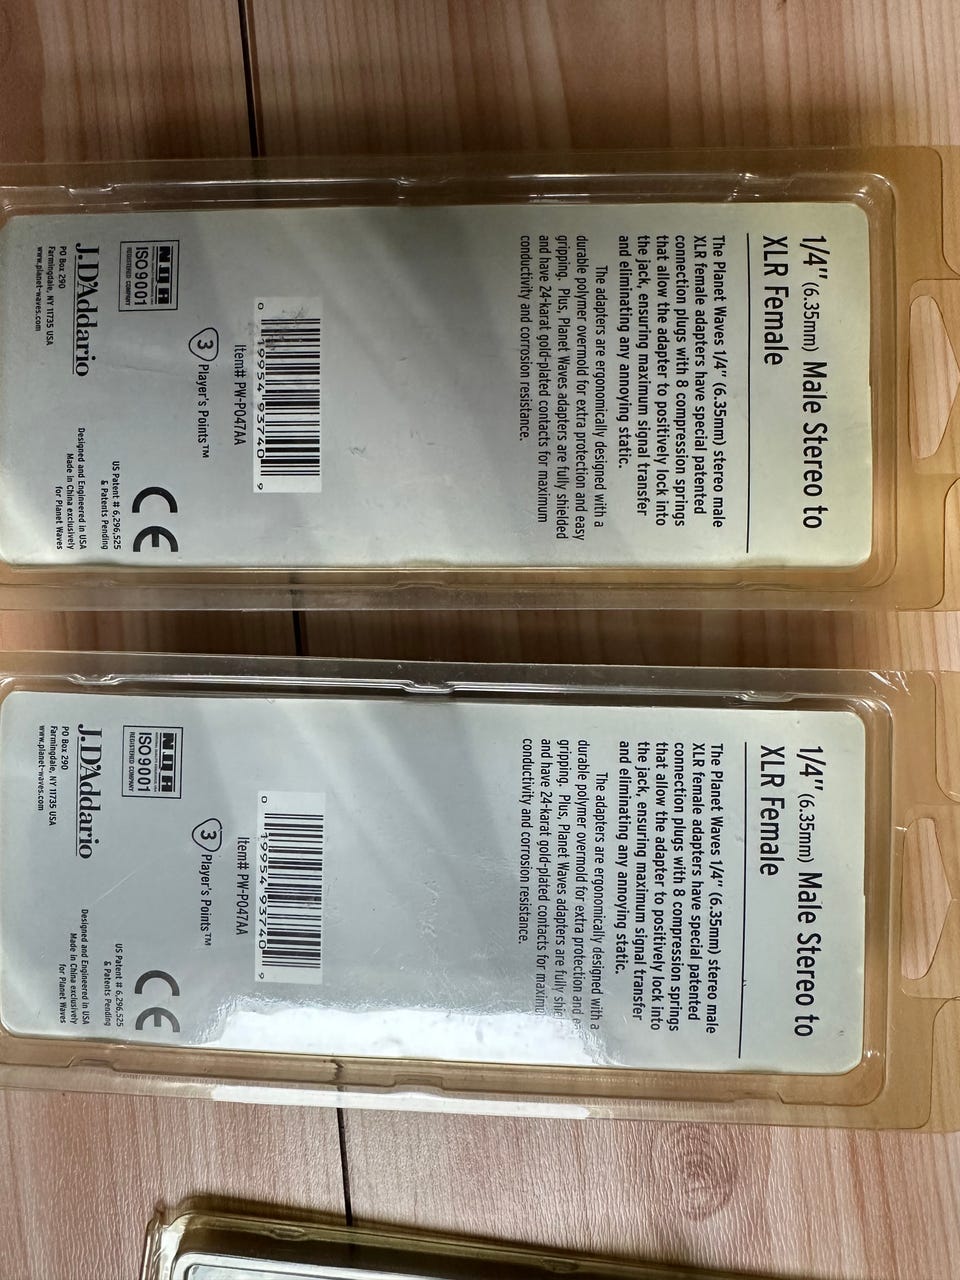 1/4" (6.35mm) Male Stereo to
XLR Female
The Planet Waves 1/4" (6.35mm) stereo male
XLR female adapters have special patented
connection plugs with 8 compression springs
that allow the adapter to positively lock into
the jack, ensuring maximum signal transfer
and eliminating any annoying static.
The adapters are ergonomically designed with a
durable polymer overmold for extra protection and easy
gripping. Plus, Planet Waves adapters are fully shielded
and have 24-karat gold-plated contacts for maximum
conductivity and corrosion resistance.
0 19954 93740 9
Item# PW-P047AA
3 Player's Points™
NQA
ISO9001
REGISTERED COMPANY
J.D'Addario
PO Box 290
Farmingdale, NY 11735 USA
www.planet-waves.com
CE
US Patent # 6,296,525
& Patents Pending
Designed and Engineered in USA
Made in China exclusively
for Planet Waves
1/4" (6.35mm) Male Stereo to
XLR Female
The Planet Waves 1/4" (6.35mm) stereo male
XLR female adapters have special patented
connection plugs with 8 compression springs
that allow the adapter to positively lock into
the jack, ensuring maximum signal transfer
and eliminating any annoying static.
The adapters are ergonomically designed with a
durable polymer overmold for extra protection and
gripping. Plus, Planet Waves adapters are fully
and have 24-karat gold-plated contacts for
conductivity and corrosion resistance.
0 19954 93740 9
Item# PW-P047AA
3 Player's Points™
NQA
ISO9001
REGISTERED COMPANY
J.D'Addario
PO Box 290
Farmingdale, NY 11735 USA
www.planet-waves.com
CE
US Patent # 6,296,525
& Patents Pending
Designed and Engineered in USA
Made in China exclusively
for Planet Waves